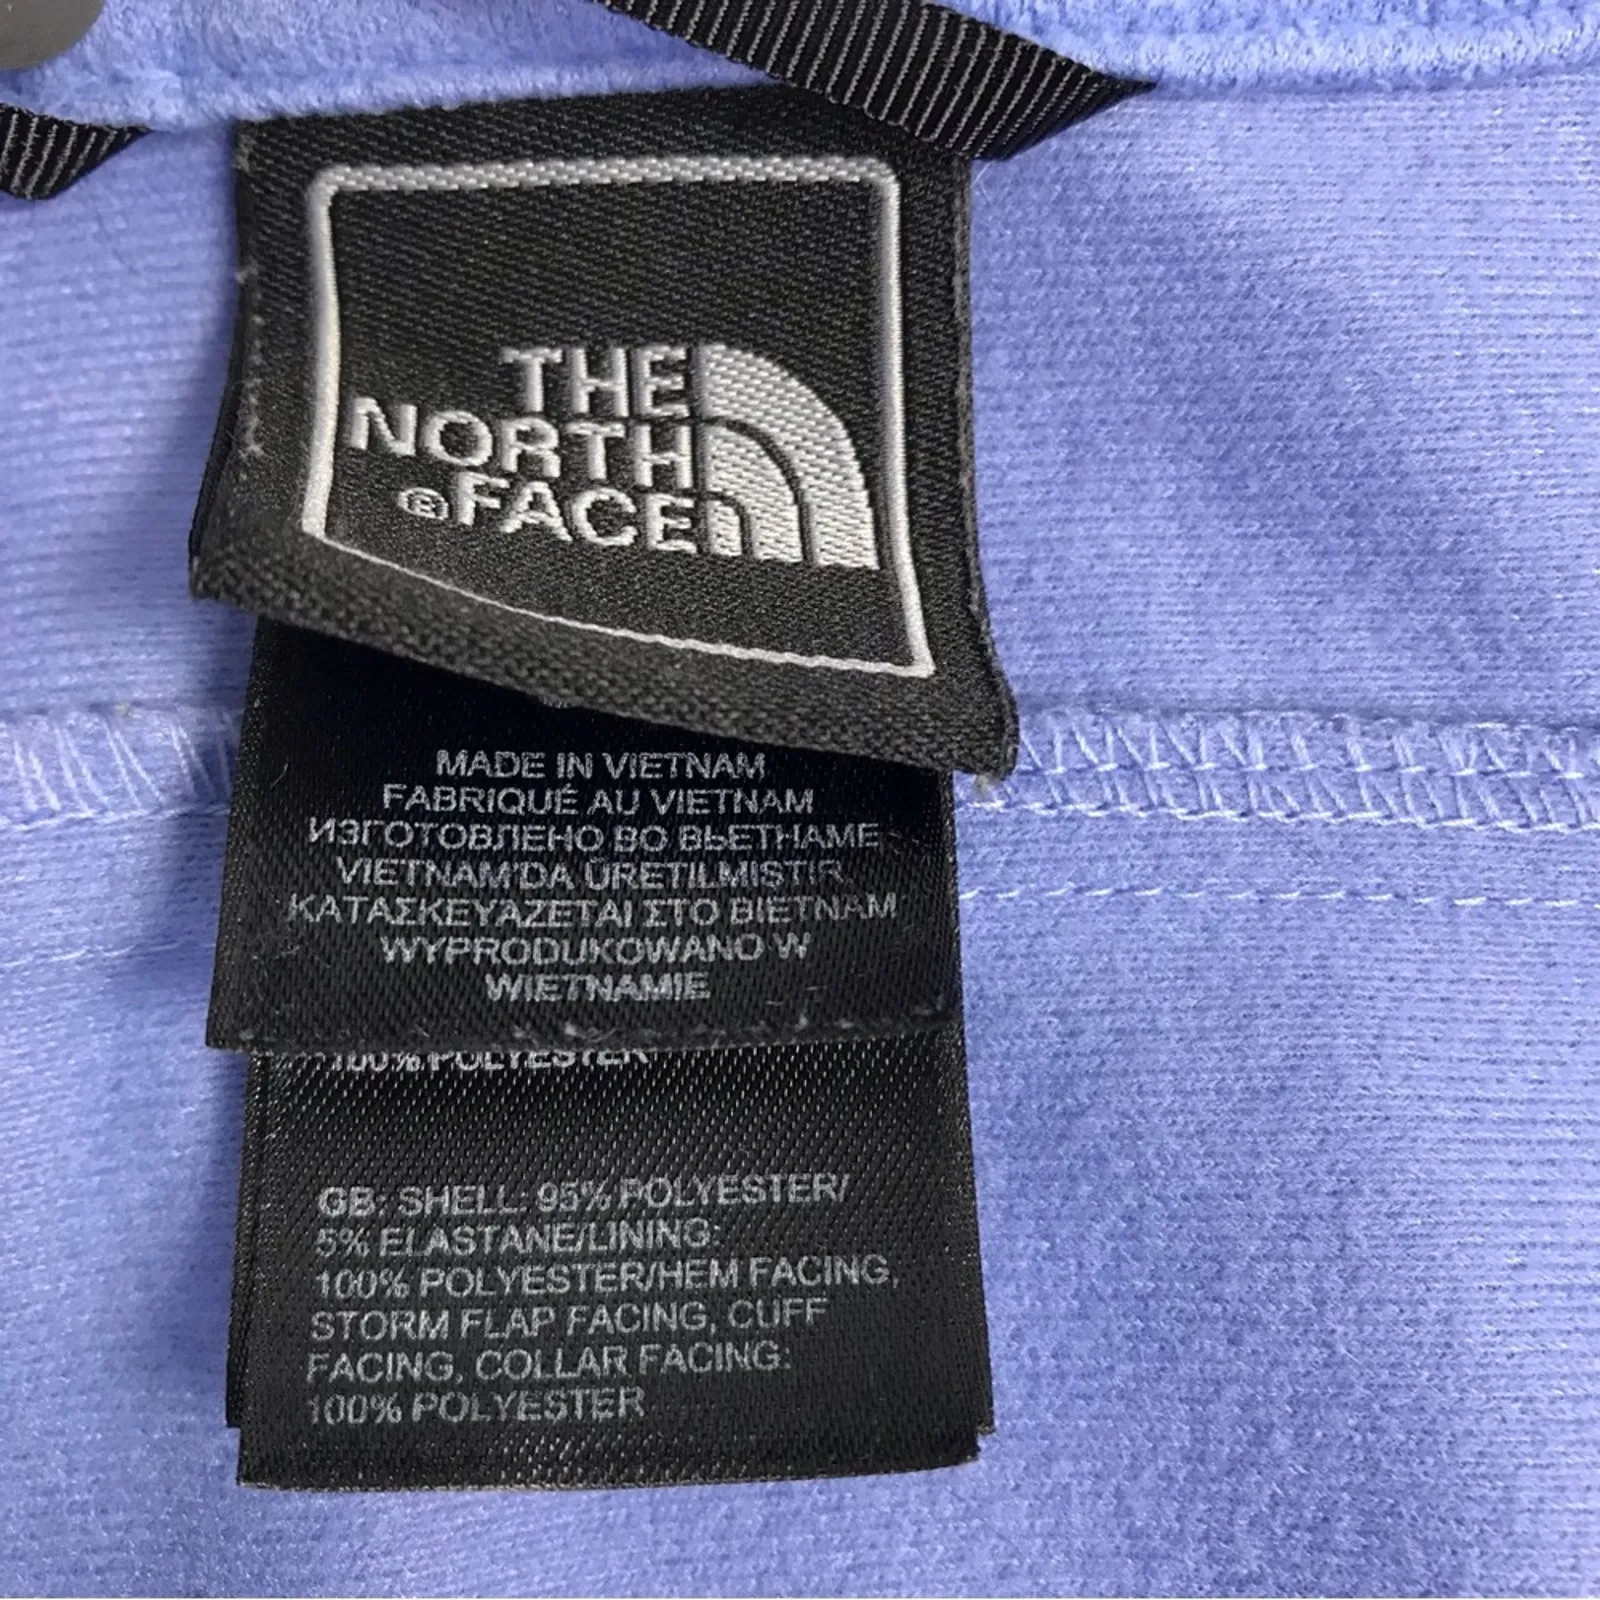 THE
NORTH
®FACE
MADE IN VIETNAM
FABRIQUÉ AU VIETNAM
ИЗГОТОВЛЕНО ВО ВЬЕТНАМЕ
VIETNAM'DA ÜRETILMISTIR
ΚΑΤΑΣΚΕΥΑΖΕΤΑΙ ΣΤΟ ΒΙΕΤΝΑΜ
WYPRODUKOWANO W
WIETNAMIE
100% POLYESTER
GB: SHELL: 95% POLYESTER/
5% ELASTANE/LINING:
100% POLYESTER/HEM FACING,
STORM FLAP FACING, CUFF
FACING, COLLAR FACING:
100% POLYESTER